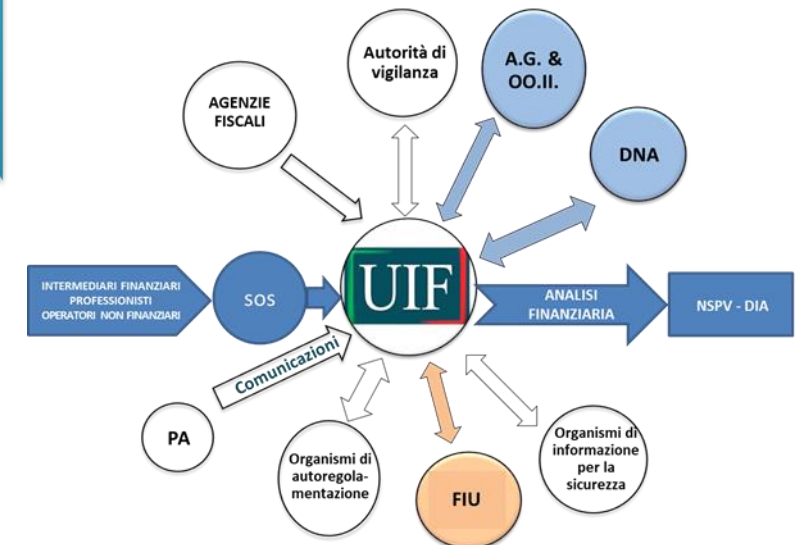 Autorità di
vigilanza
A.G. &
OO.II.
AGENZIE
FISCALI
DNA
INTERMEDIARI FINANZIARI
PROFESSIONISTI
OPERATORI NON FINANZIARI
SOS
UIF
ANALISI
FINANZIARIA
NSPV - DIA
Comunicazioni
PA
Organismi di
autoregola-
mentazione
FIU
Organismi di
informazione
per la
sicurezza